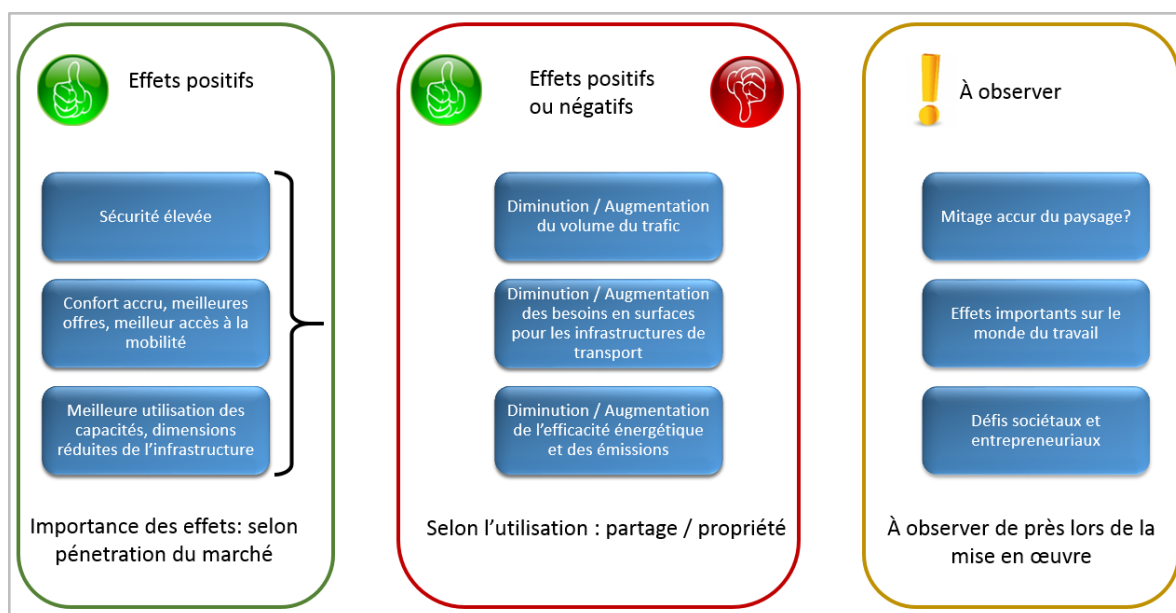 Effets positifs
Sécurité élevée
Confort accru, meilleures
offres, meilleur accès à la
mobilité
Meilleure utilisation des
capacités, dimensions
réduites de l'infrastructure
Importance des effets: selon
pénetration du marché
Effets positifs
ou négatifs
Diminution / Augmentation
du volume du trafic
Diminution / Augmentation
des besoins en surfaces
pour les infrastructures de
transport
Diminution / Augmentation
de l'efficacité énergétique
et des émissions
Selon l'utilisation : partage / propriété
À observer
Mitage accur du paysage?
Effets importants sur le
monde du travail
Défis sociétaux et
entrepreneuriaux
À observer de près lors de la
mise en œuvre